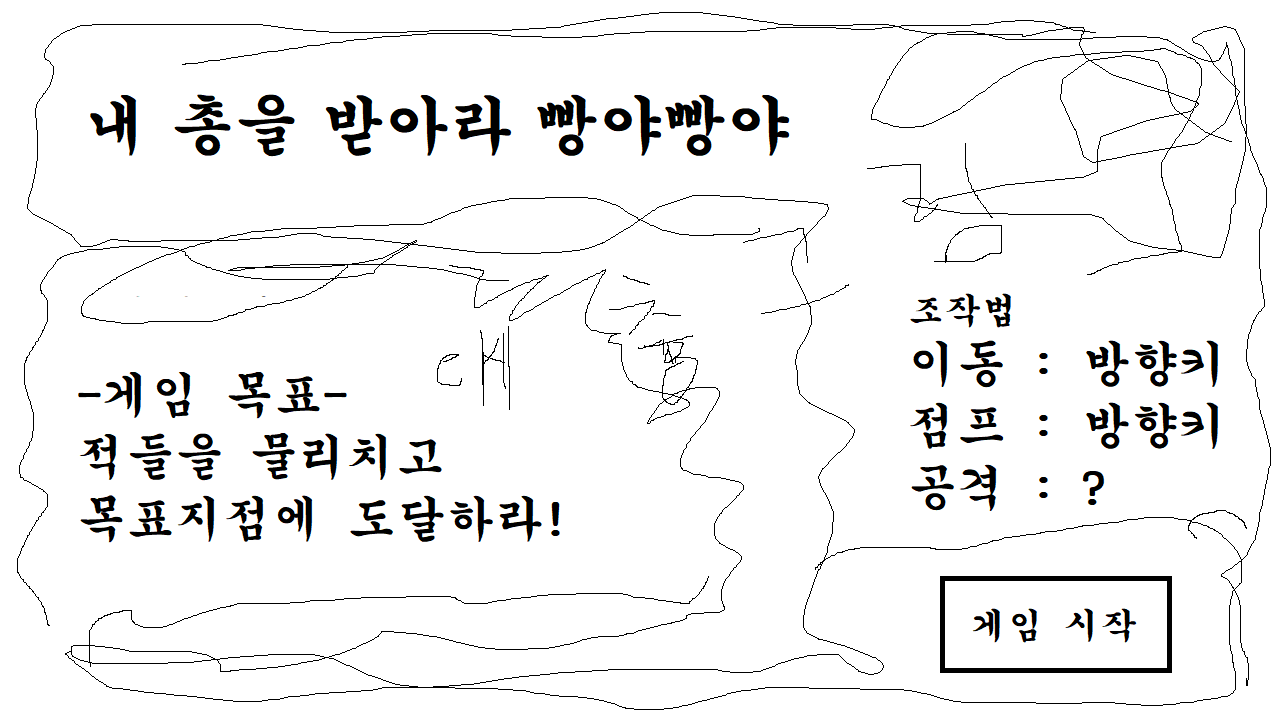 내 총을 받아라 빵야빵야
대충
-게임 목표-
적들을 물리치고
목표지점에 도달하라!
조작법
이동 : 방향키
점프 : 방향키
공격 : ?
게임 시작